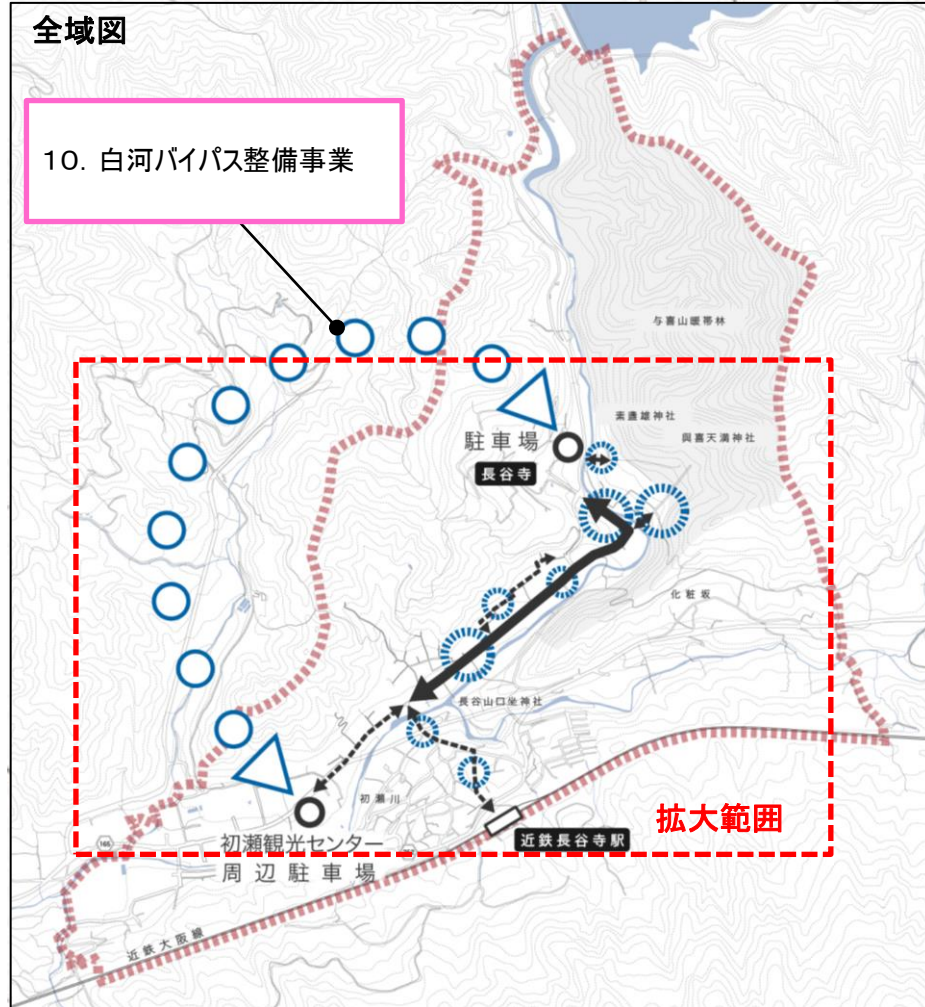 全域図
10. 白河バイパス整備事業
与喜山暖帯林
素盞雄神社
與喜天満神社
駐車場
長谷寺
化粧坂
長谷山口坐神社
初瀬川
拡大範囲
165
初瀬観光センター
周辺駐車場
近鉄長谷寺駅
近鉄大阪線